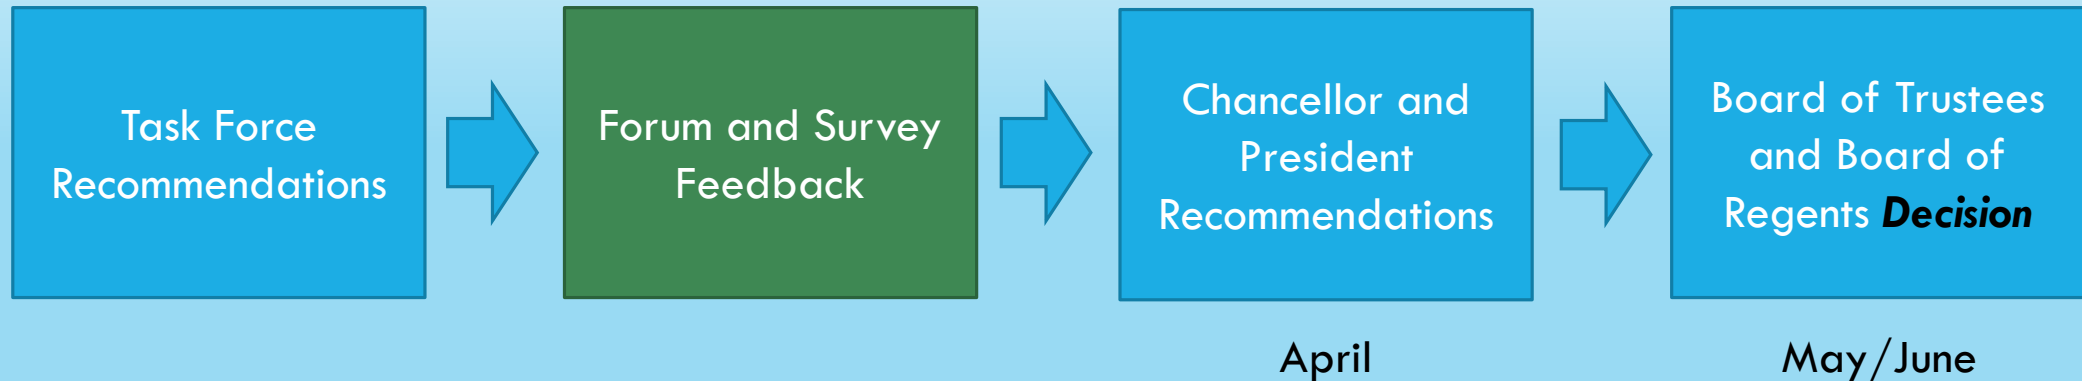 Task Force
Recommendations
Forum and Survey
Feedback
Chancellor and
President
Recommendations
Board of Trustees
and Board of
Regents Decision
April
May/June